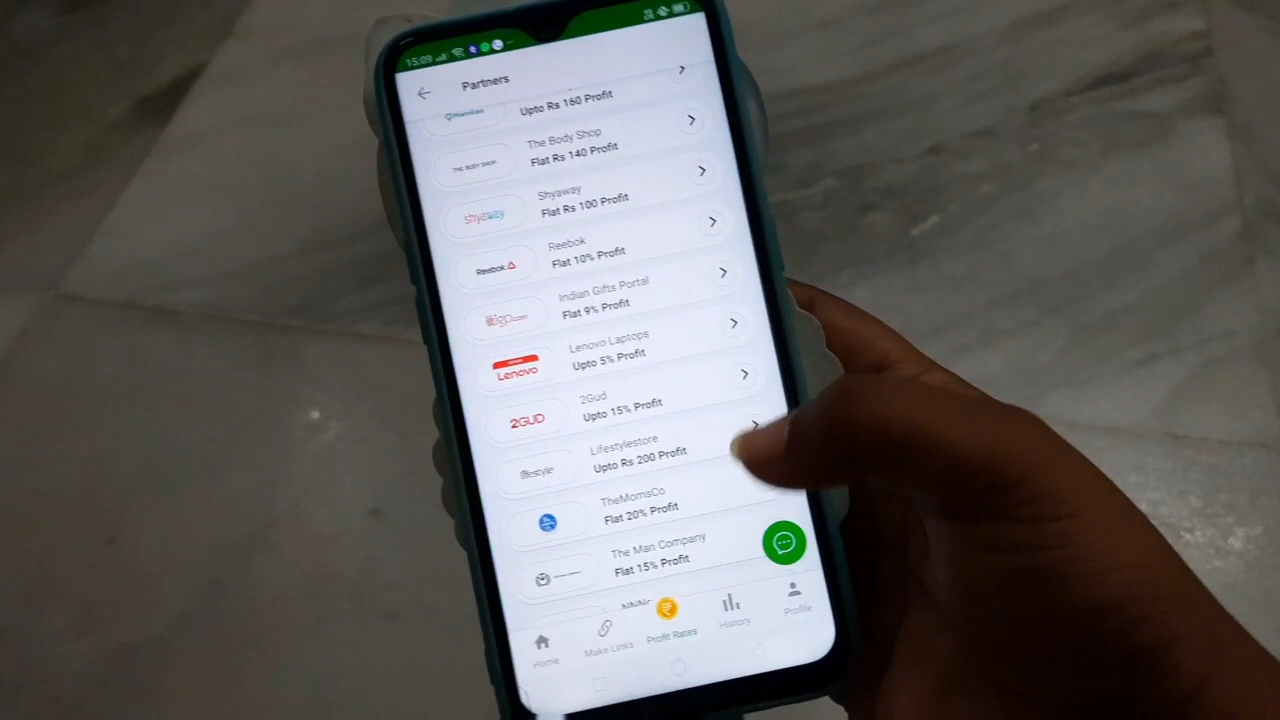 15:09
Partners
Upto Rs 160 Profit
THE BODY SHOP
The Body Shop
Flat Rs 140 Profit
shyaway
Shyaway
Flat Rs 100 Profit
Reebok
Reebok
Flat 10% Profit
Indian Gifts Portal
Flat 9% Profit
Lenovo
Lenovo Laptops
Upto 5% Profit
2GUD
2Gud
Upto 15% Profit
Lifestylestore
Upto Rs 200 Profit
TheMomsCo
Flat 20% Profit
The Man Company
Flat 15% Profit
Home
Make Links
₹
Profit Rates
History
Profile